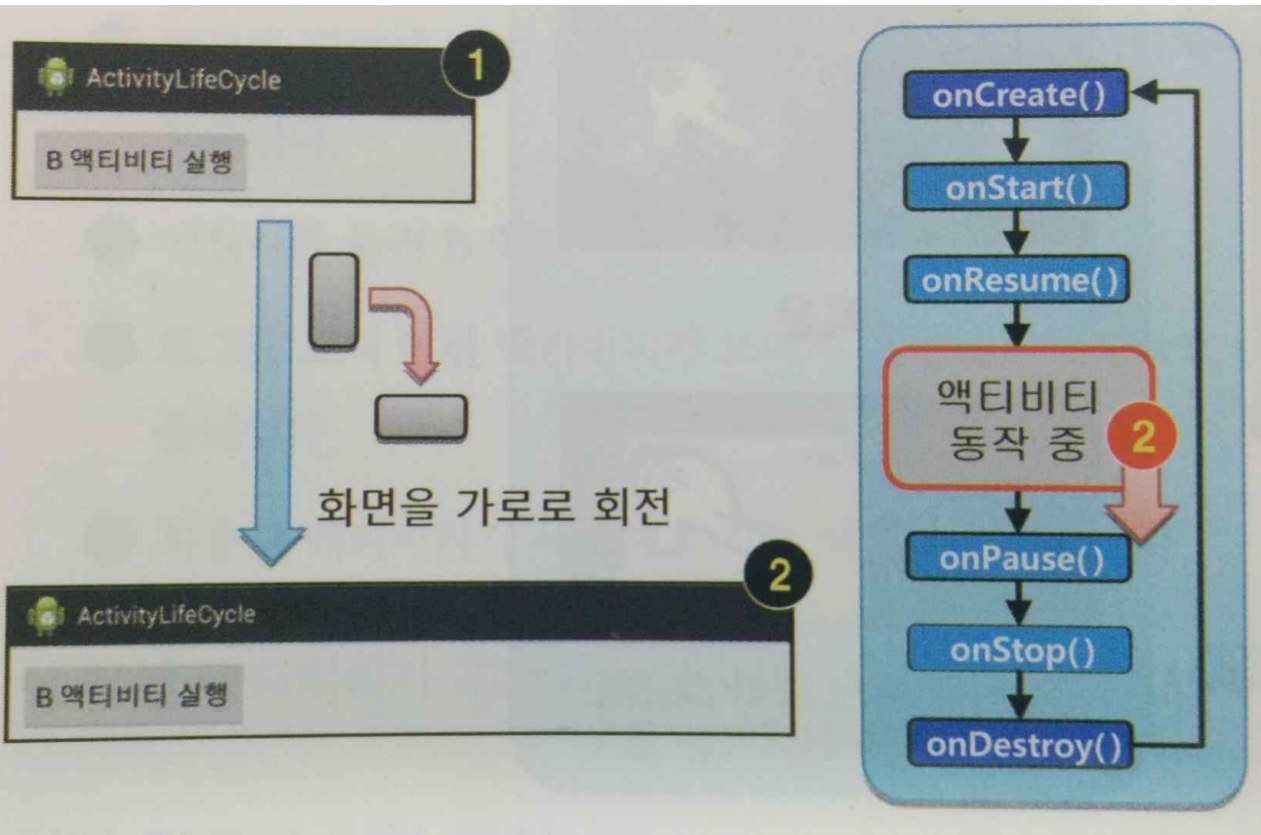 ActivityLifeCycle
1
B 액티비티 실행
화면을 가로로 회전
2
ActivityLifeCycle
B 액티비티 실행
onCreate()
onStart()
onResume()
액티비티
동작 중
2
onPause()
onStop()
onDestroy()